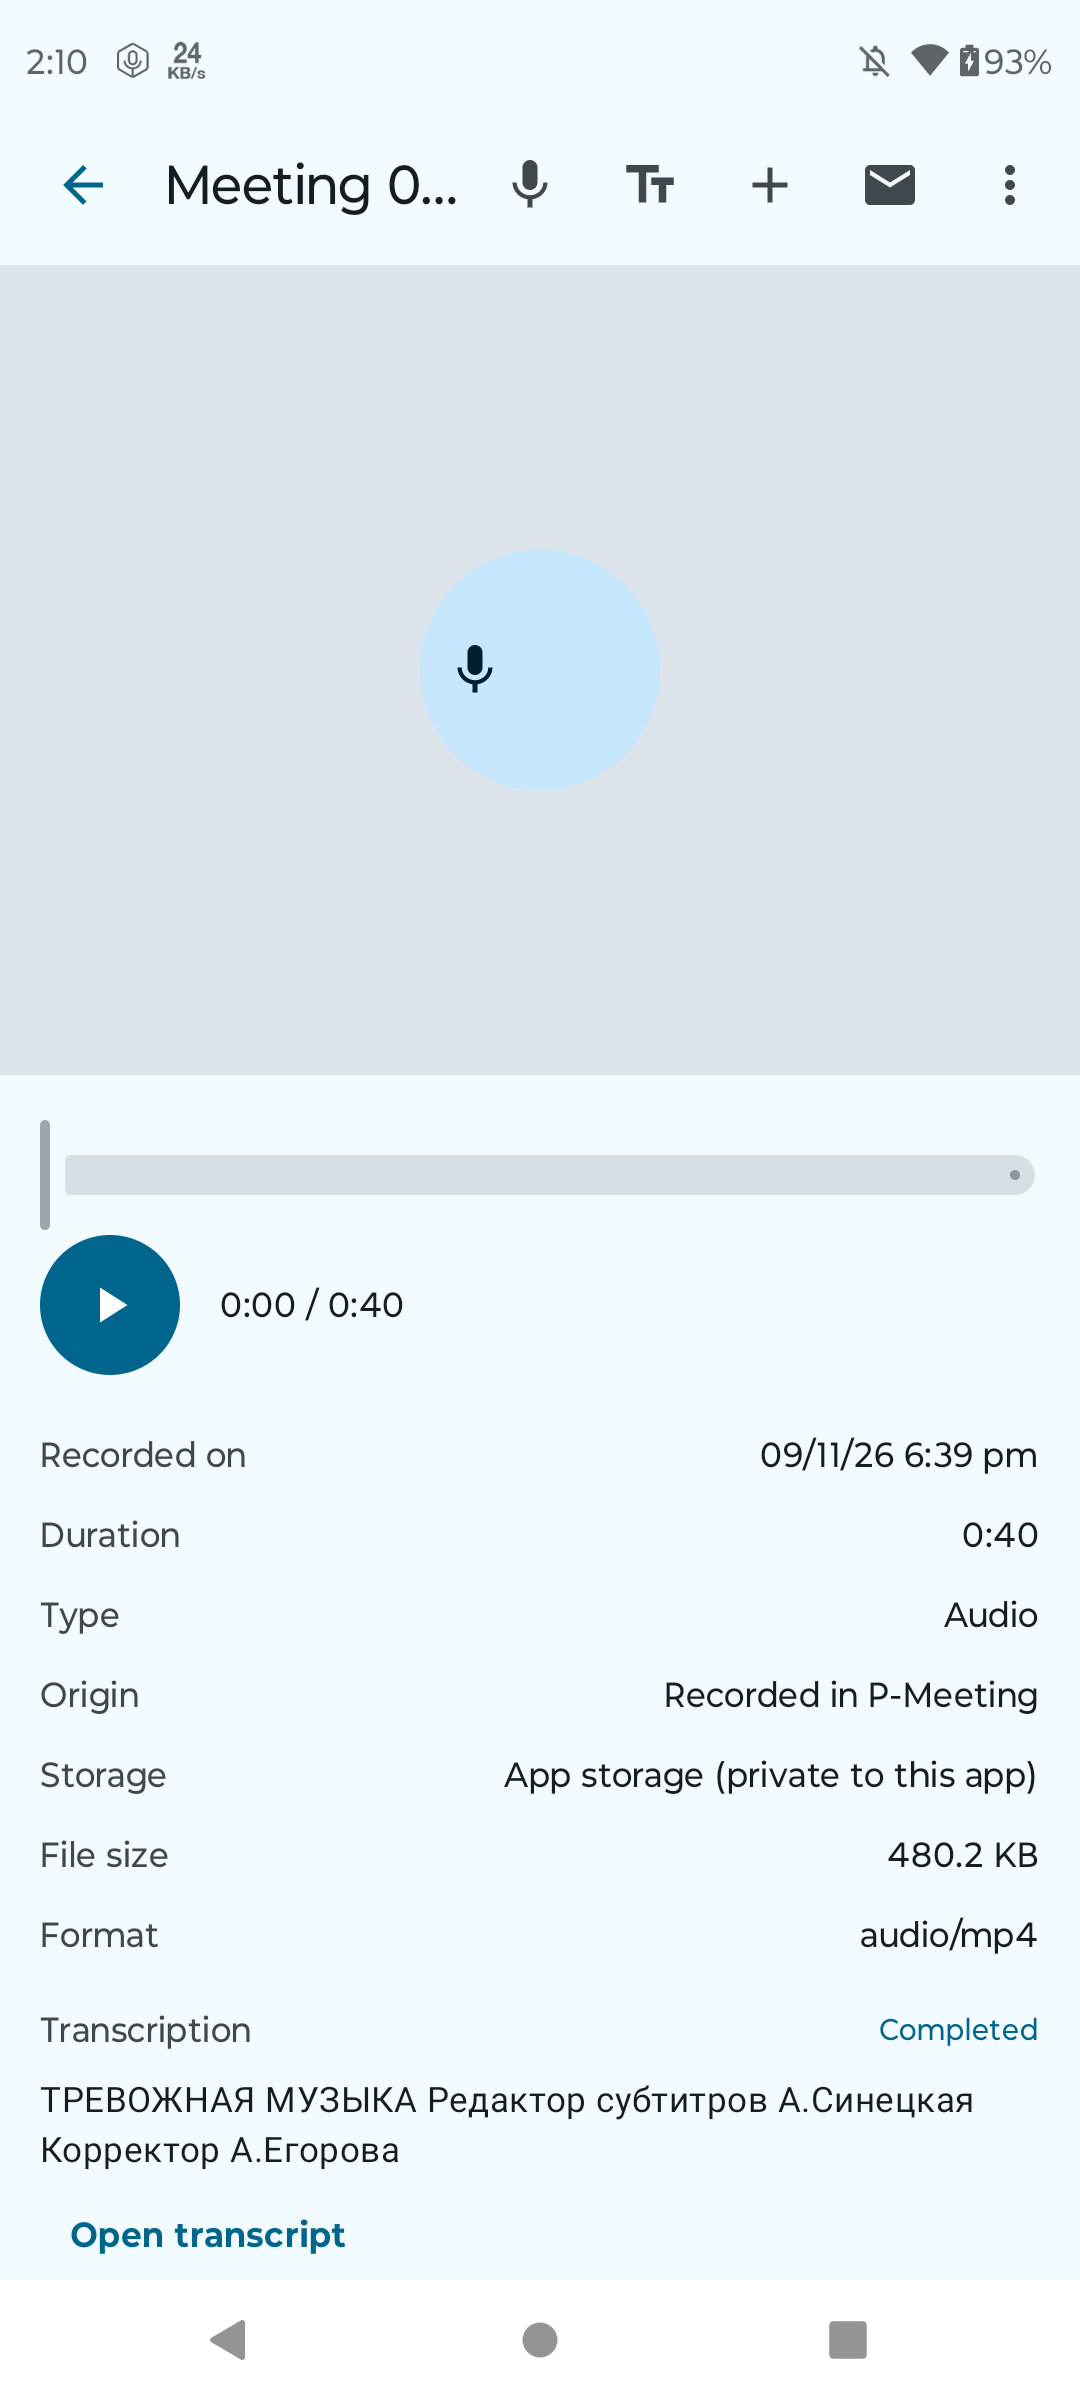 2:10 24 KB/s 93%
Meeting 0...
0:00 / 0:40
Recorded on 09/11/26 6:39 pm
Duration 0:40
Type Audio
Origin Recorded in P-Meeting
Storage App storage (private to this app)
File size 480.2 KB
Format audio/mp4
Transcription Completed
ТРЕВОЖНАЯ МУЗЫКА Редактор субтитров А.Синецкая
Корректор А.Егорова
Open transcript